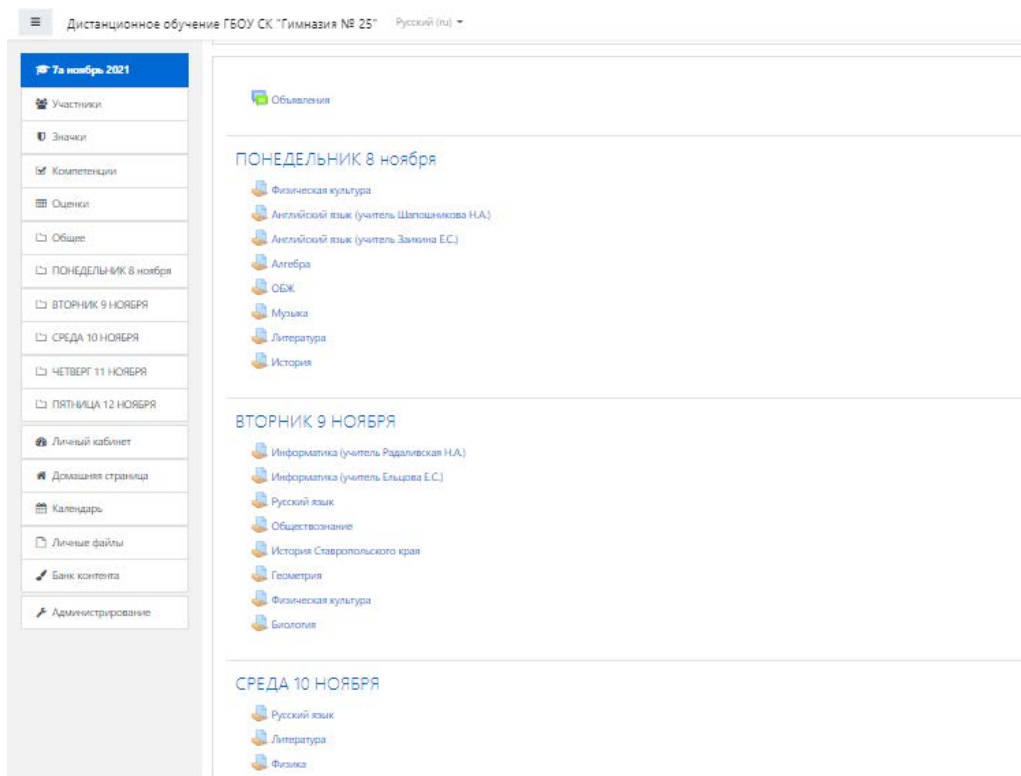 Дистанционное обучение ГБОУ СК "Гимназия № 25" Русский (ru)
7а ноябрь 2021
Участники
Значки
Компетенции
Оценки
Общее
ПОНЕДЕЛЬНИК 8 ноября
ВТОРНИК 9 НОЯБРЯ
СРЕДА 10 НОЯБРЯ
ЧЕТВЕРГ 11 НОЯБРЯ
ПЯТНИЦА 12 НОЯБРЯ
Личный кабинет
Домашняя страница
Календарь
Личные файлы
Банк контента
Администрирование
Объявления
ПОНЕДЕЛЬНИК 8 ноября
Физическая культура
Английский язык (учитель Шапошникова Н.А.)
Английский язык (учитель Заикина Е.С.)
Алгебра
ОБЖ
Музыка
Литература
История
ВТОРНИК 9 НОЯБРЯ
Информатика (учитель Радаливская Н.А.)
Информатика (учитель Ельцова Е.С.)
Русский язык
Обществознание
История Ставропольского края
Геометрия
Физическая культура
Биология
СРЕДА 10 НОЯБРЯ
Русский язык
Литература
Физика